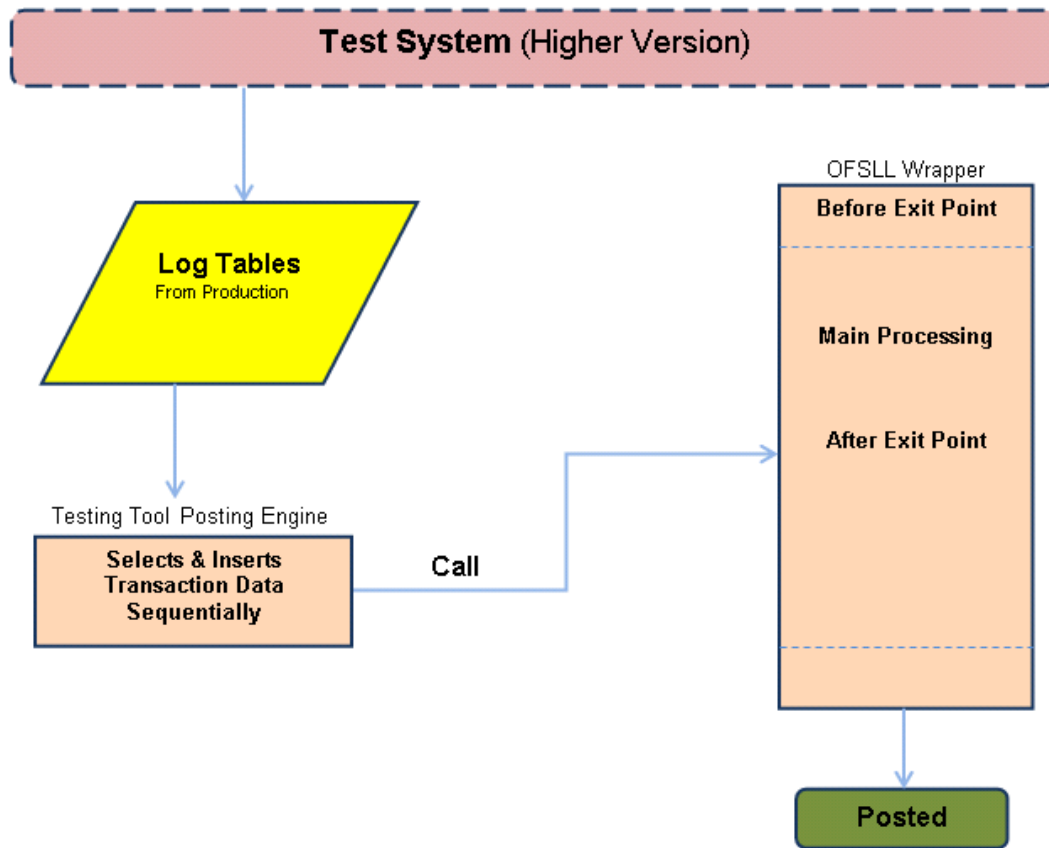 Test System (Higher Version)
OFSLL Wrapper
Before Exit Point
Log Tables
From Production
Main Processing
After Exit Point
Testing Tool Posting Engine
Selects & Inserts
Transaction Data
Sequentially
Call
Posted